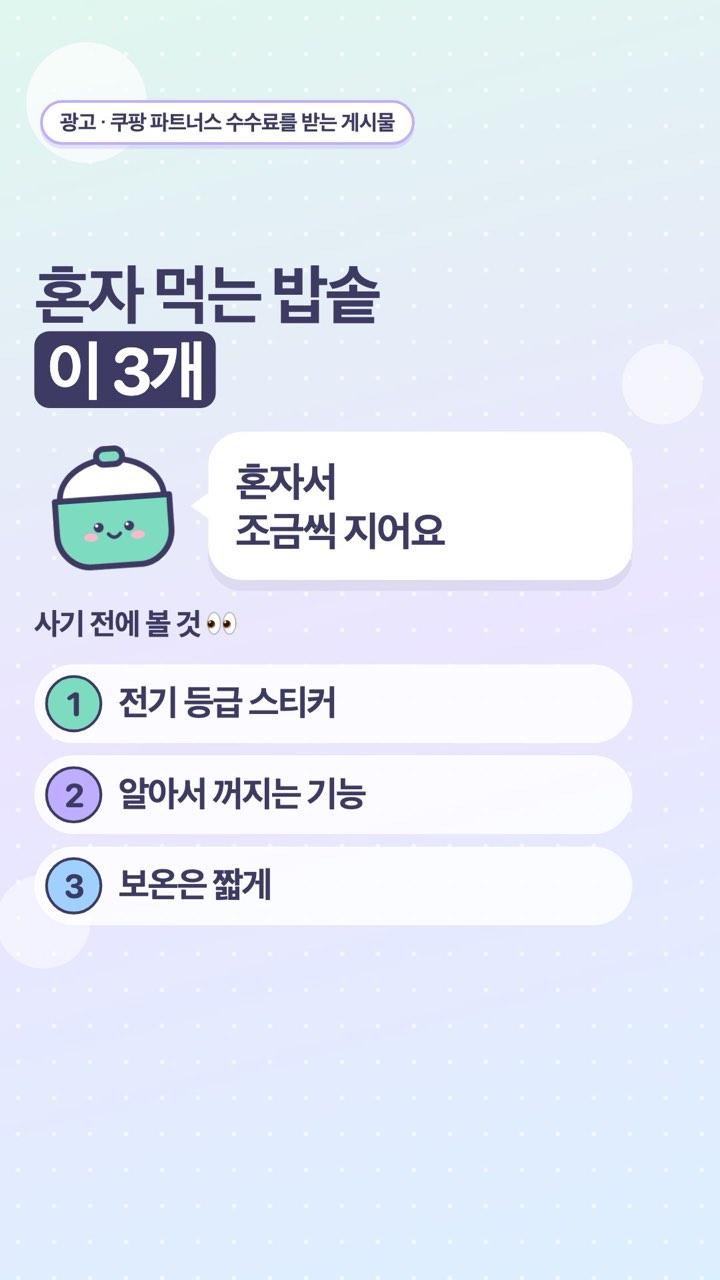 광고 · 쿠팡 파트너스 수수료를 받는 게시물
혼자 먹는 밥솥
이 3개
혼자서
조금씩 지어요
사기 전에 볼 것 👀
1 전기 등급 스티커
2 알아서 꺼지는 기능
3 보온은 짧게